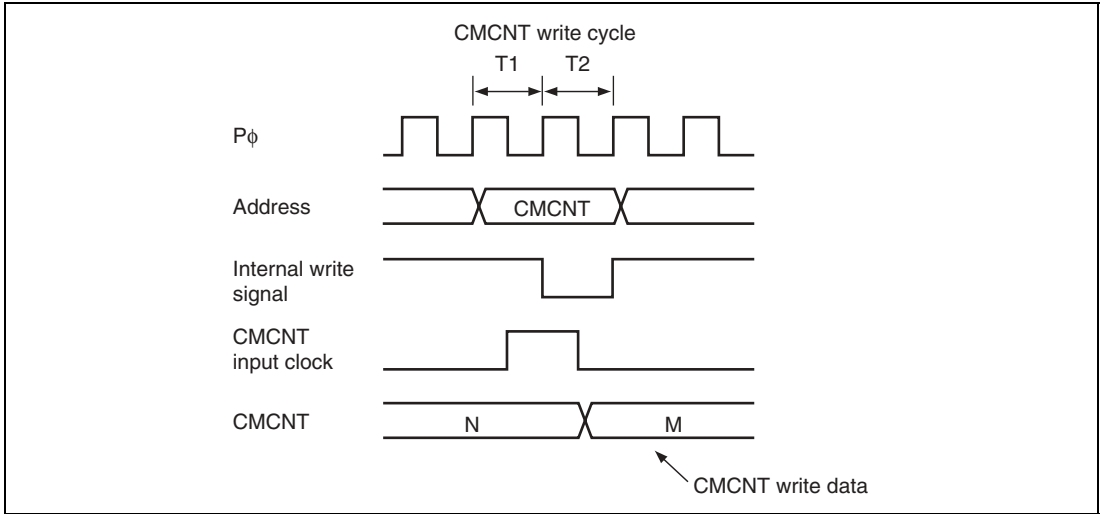 CMCNT write cycle
T1 T2
Pϕ
Address
CMCNT
Internal write
signal
CMCNT
input clock
CMCNT
N
M
CMCNT write data